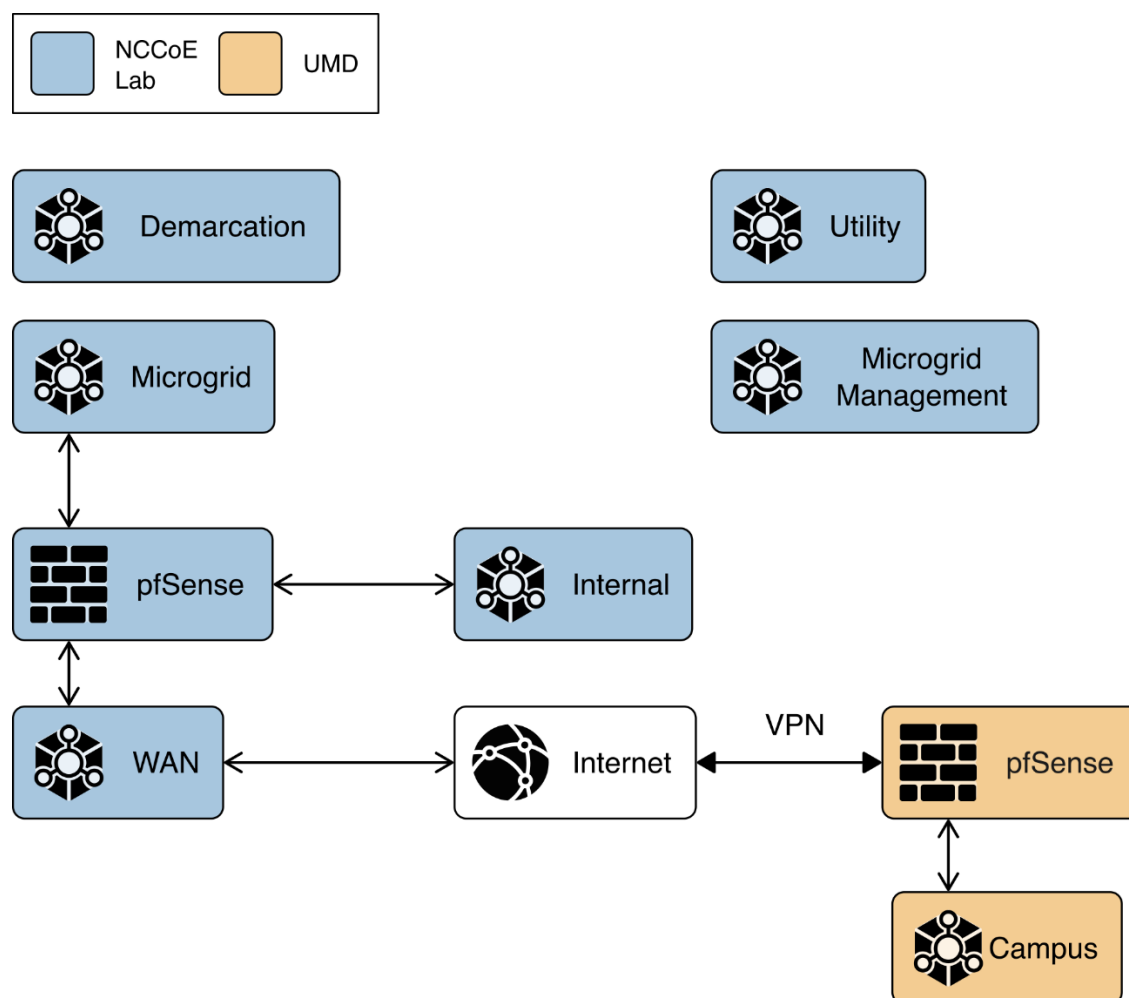 NCCoE
Lab
UMD
Demarcation
Utility
Microgrid
Microgrid
Management
pfSense
Internal
WAN
Internet
VPN
pfSense
Campus